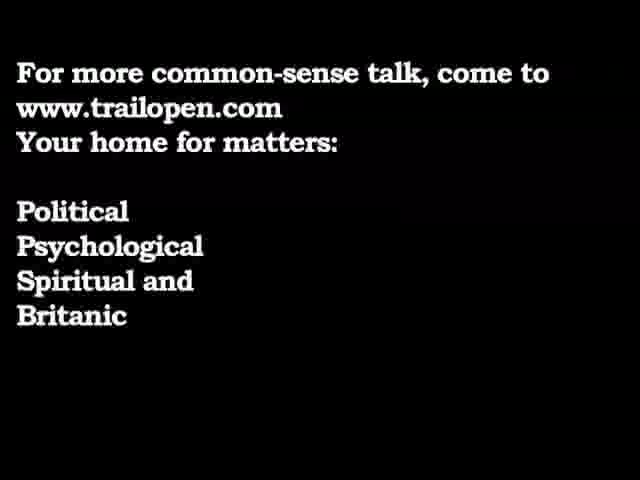 For more common-sense talk, come to
www.trailopen.com
Your home for matters:
Political
Psychological
Spiritual and
Britanic